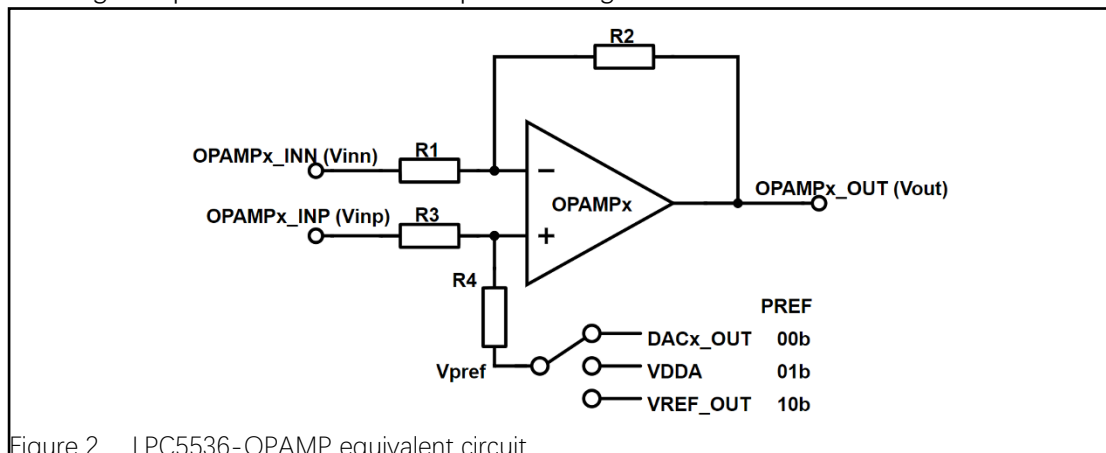 R2
OPAMPx_INN (Vinn)
R1
−
OPAMPx
OPAMPx_OUT (Vout)
OPAMPx_INP (Vinp)
R3
+
R4
PREF
DACx_OUT 00b
Vpref
VDDA 01b
VREF_OUT 10b
Figure 2 LPC5536-OPAMP equivalent circuit